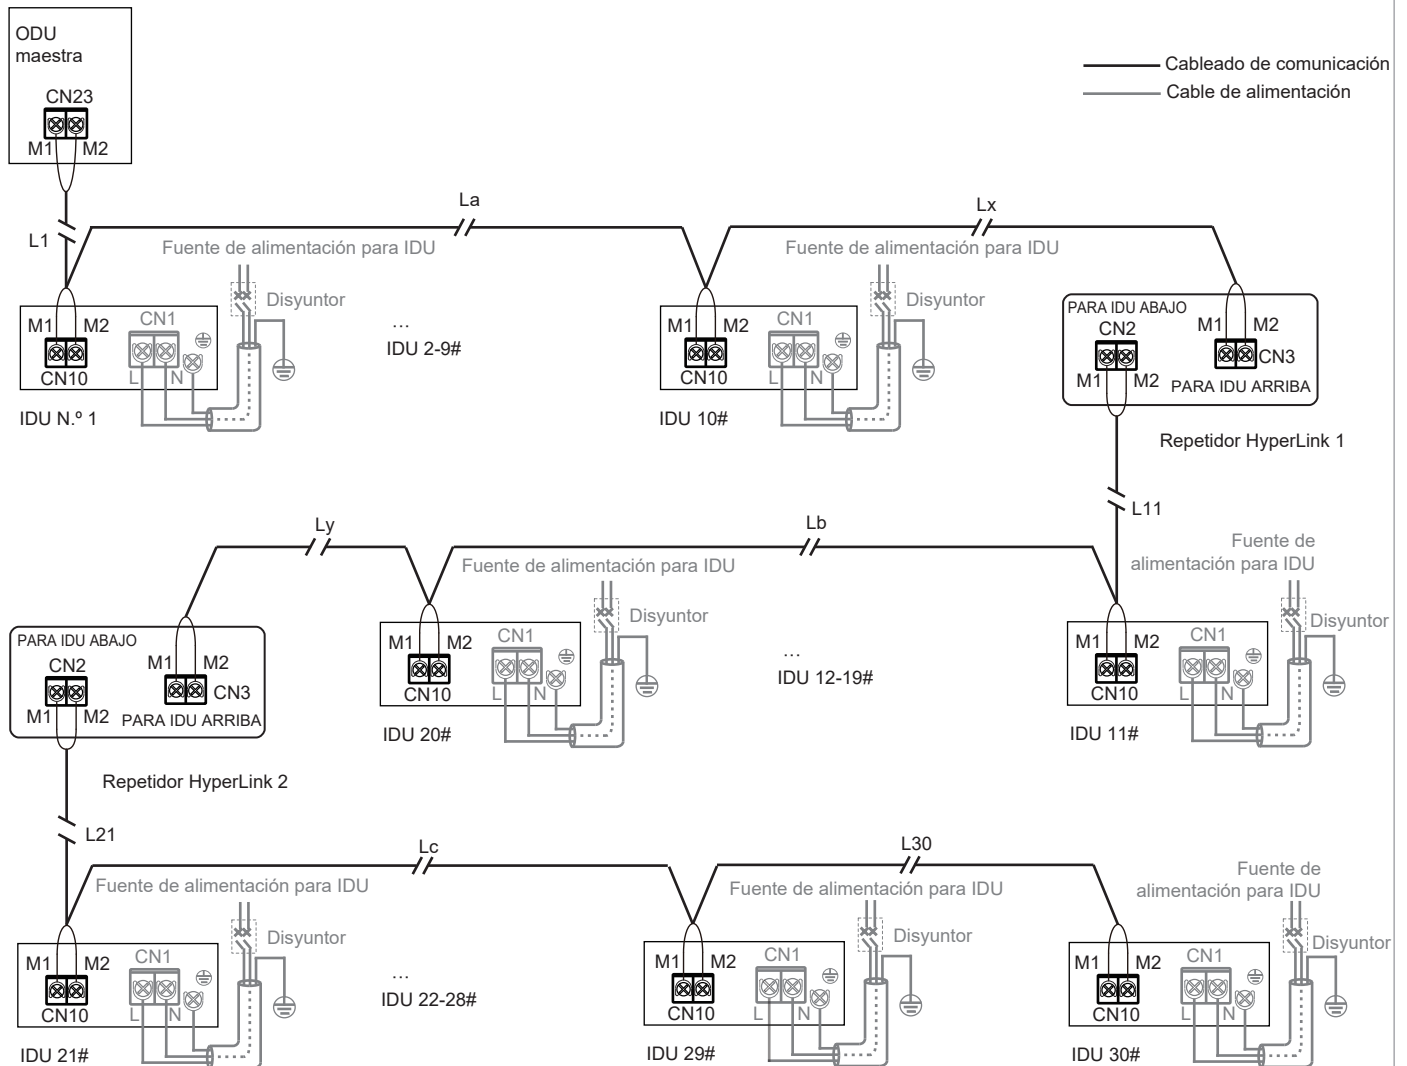 ODU
maestra
CN23
M1 M2
Cableado de comunicación
Cable de alimentación
La
Lx
L1
Fuente de alimentación para IDU
Fuente de alimentación para IDU
Disyuntor
Disyuntor
M1 M2 CN1
CN10 L N
IDU N.º 1
...
IDU 2-9#
M1 M2 CN1
CN10 L N
IDU 10#
PARA IDU ABAJO
CN2
M1 M2
M1 M2
CN3
PARA IDU ARRIBA
Repetidor HyperLink 1
L11
Ly
Lb
Fuente de alimentación para IDU
Fuente de
alimentación para IDU
Disyuntor
Disyuntor
PARA IDU ABAJO
CN2
M1 M2
M1 M2
CN3
PARA IDU ARRIBA
Repetidor HyperLink 2
M1 M2 CN1
CN10 L N
IDU 20#
...
IDU 12-19#
M1 M2 CN1
CN10 L N
IDU 11#
L21
Lc
L30
Fuente de alimentación para IDU
Fuente de alimentación para IDU
Fuente de
alimentación para IDU
Disyuntor
Disyuntor
Disyuntor
M1 M2 CN1
CN10 L N
IDU 21#
...
IDU 22-28#
M1 M2 CN1
CN10 L N
IDU 29#
M1 M2 CN1
CN10 L N
IDU 30#